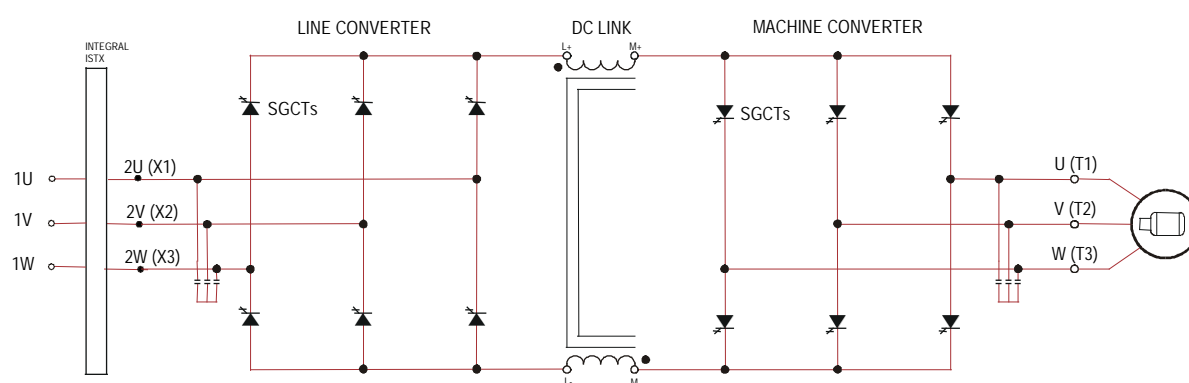 LINE CONVERTER
DC LINK
MACHINE CONVERTER
INTEGRAL
ISTX
L+
M+
SGCTs
SGCTs
1U
2U (X1)
U (T1)
1V
2V (X2)
V (T2)
1W
2W (X3)
W (T3)